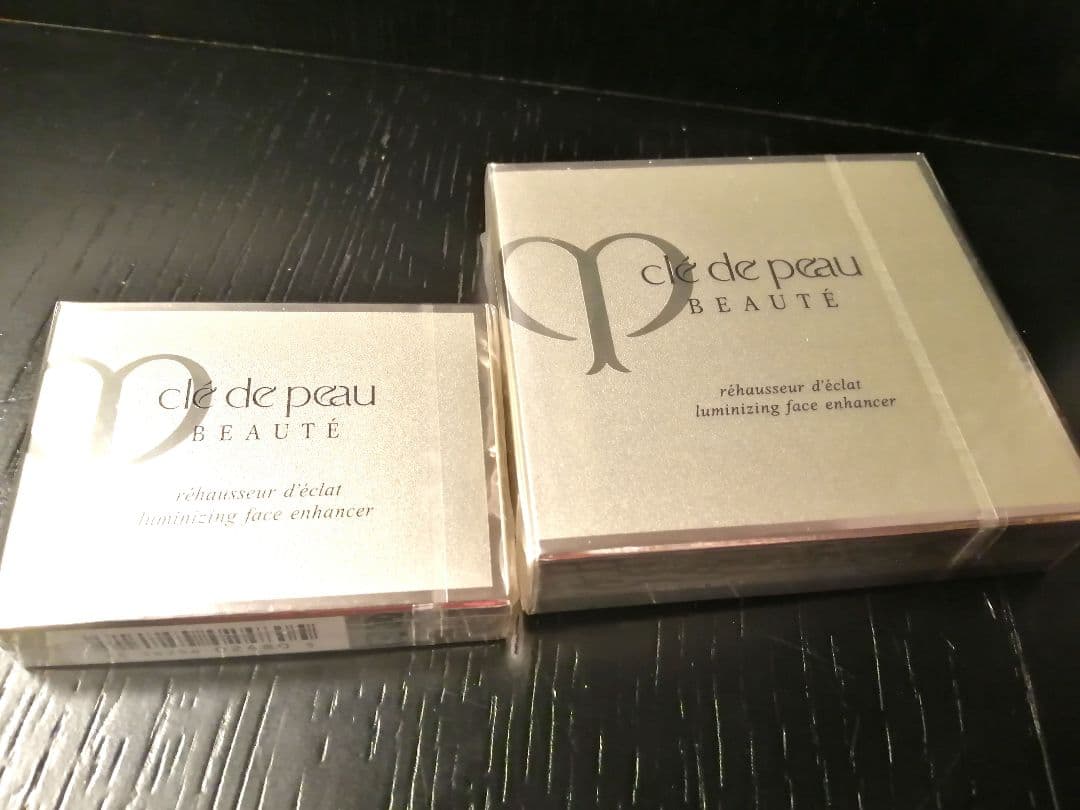 clé de peau
BEAUTÉ
réhausseur d'éclat
luminizing face enhancer
clé de peau
BEAUTÉ
réhausseur d'éclat
luminizing face enhancer